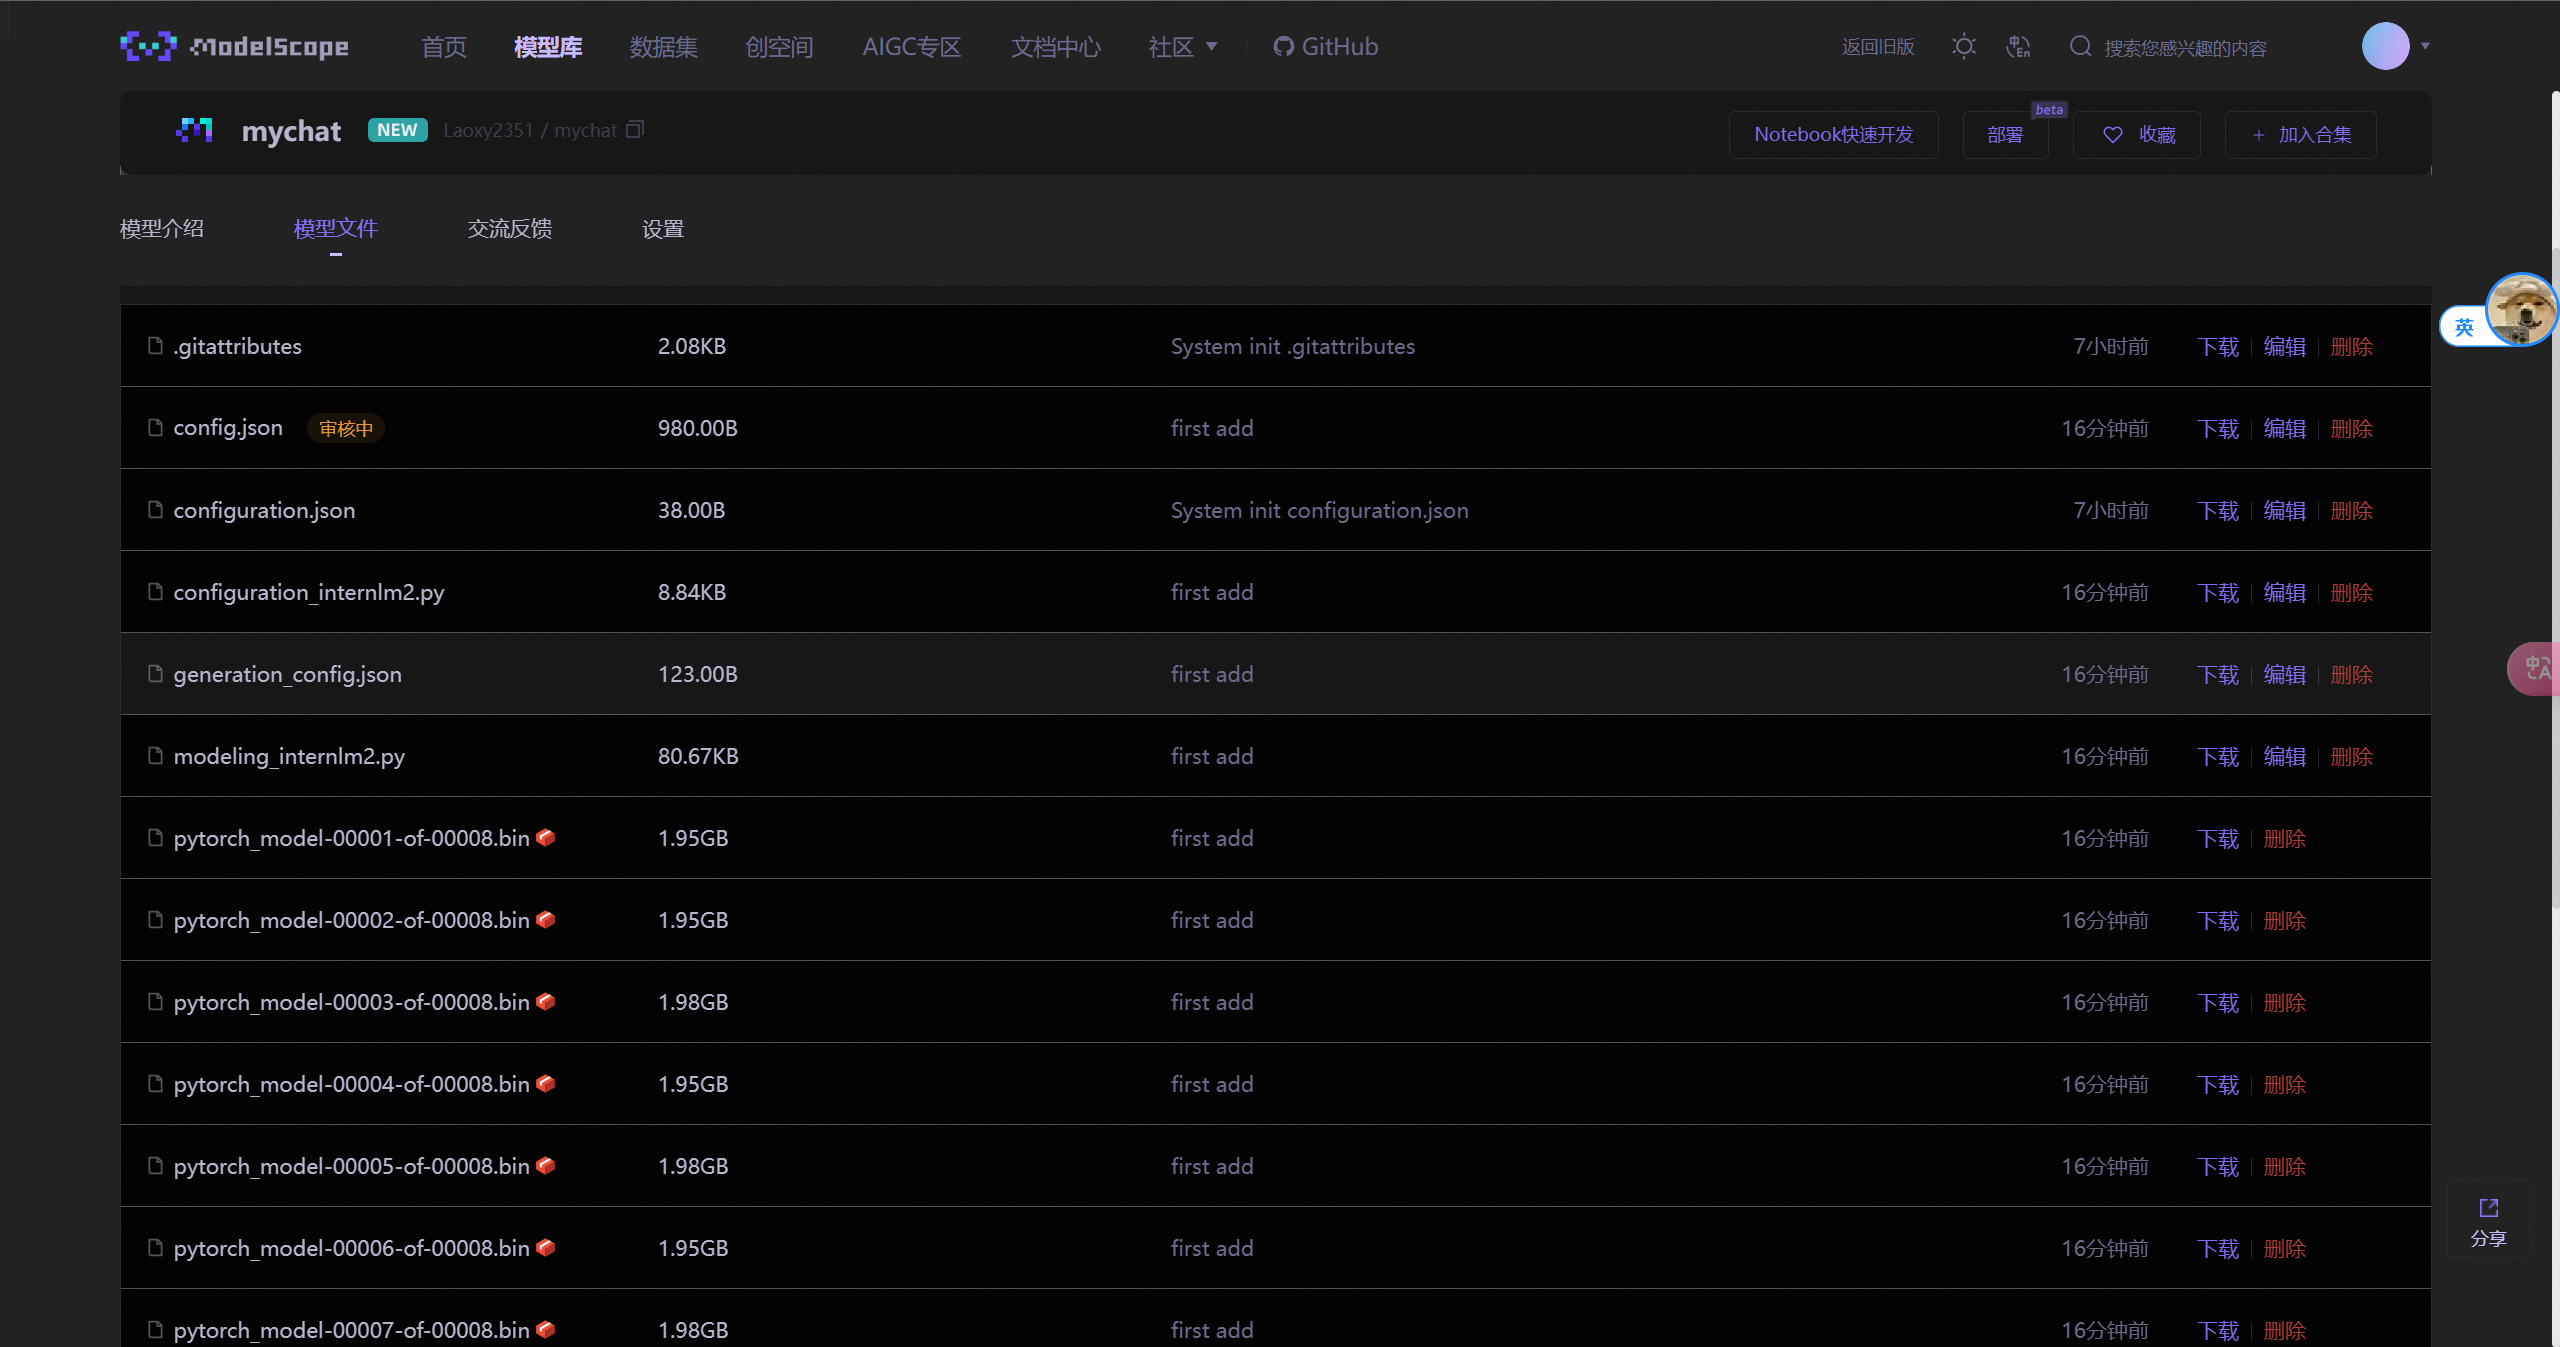 ModelScope 首页 模型库 数据集 创空间 AIGC专区 文档中心 社区 GitHub 返回旧版 搜索您感兴趣的内容
mychat NEW Laoxy2351 / mychat Notebook快速开发 部署 beta 收藏 + 加入合集
模型介绍 模型文件 交流反馈 设置
.gitattributes 2.08KB System init .gitattributes 7小时前 下载 编辑 删除
英
config.json 审核中 980.00B first add 16分钟前 下载 编辑 删除
configuration.json 38.00B System init configuration.json 7小时前 下载 编辑 删除
configuration_internlm2.py 8.84KB first add 16分钟前 下载 编辑 删除
generation_config.json 123.00B first add 16分钟前 下载 编辑 删除
modeling_internlm2.py 80.67KB first add 16分钟前 下载 编辑 删除
pytorch_model-00001-of-00008.bin 1.95GB first add 16分钟前 下载 删除
pytorch_model-00002-of-00008.bin 1.95GB first add 16分钟前 下载 删除
pytorch_model-00003-of-00008.bin 1.98GB first add 16分钟前 下载 删除
pytorch_model-00004-of-00008.bin 1.95GB first add 16分钟前 下载 删除
pytorch_model-00005-of-00008.bin 1.98GB first add 16分钟前 下载 删除
pytorch_model-00006-of-00008.bin 1.95GB first add 16分钟前 下载 删除
分享
pytorch_model-00007-of-00008.bin 1.98GB first add 16分钟前 下载 删除